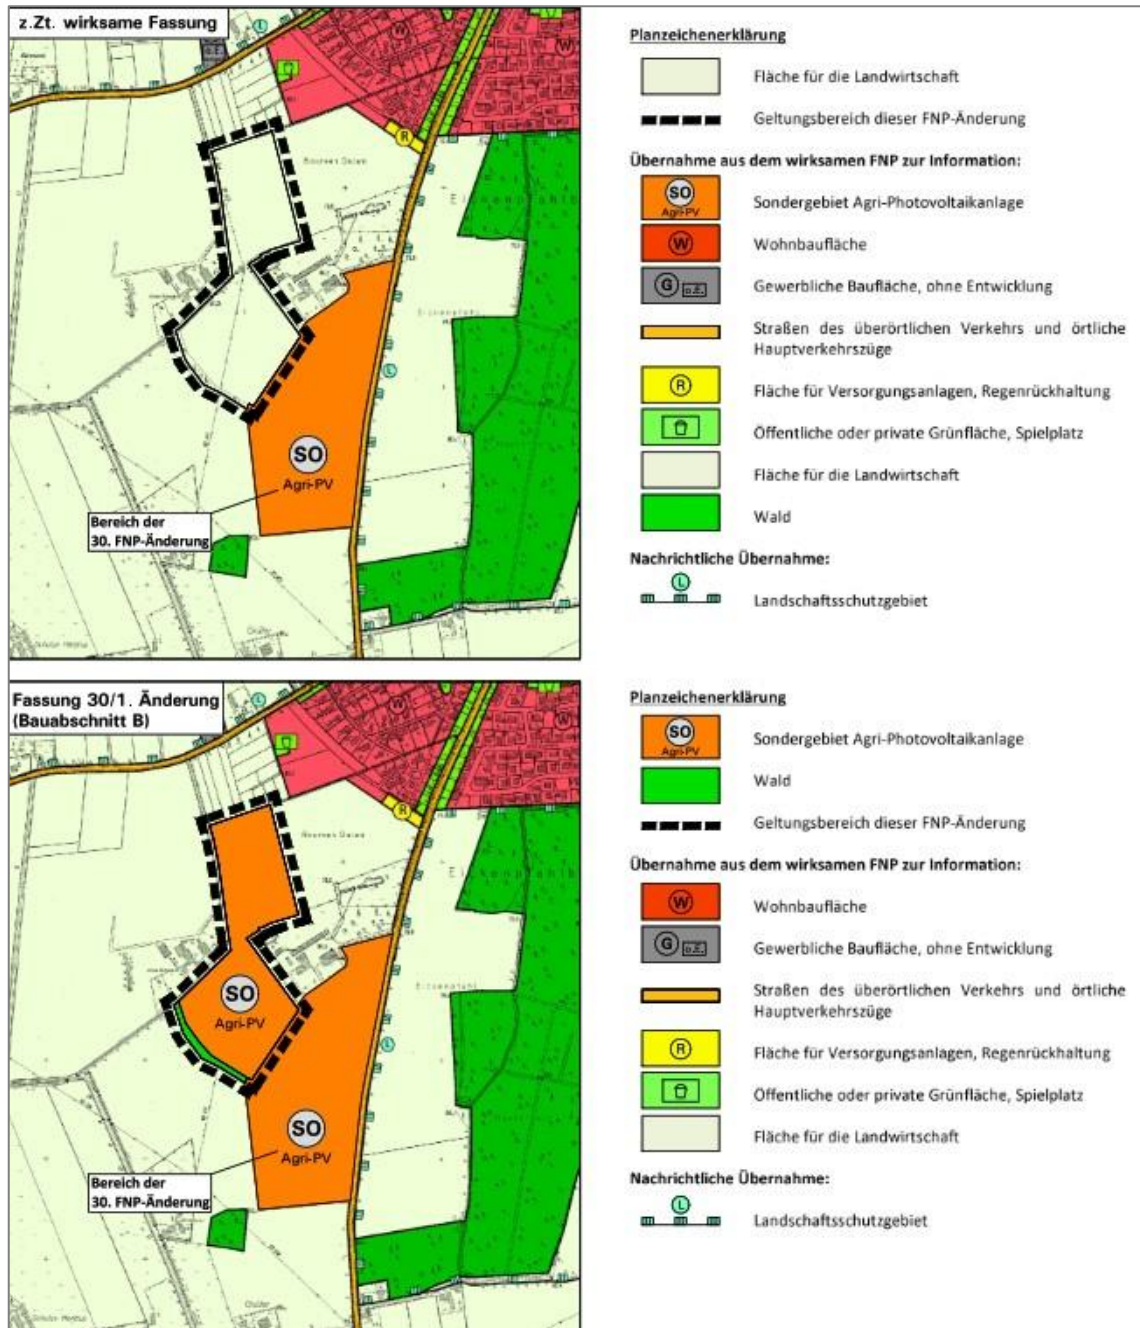 z.Zt. wirksame Fassung
L
W
W
R
Eickenpfuhl
L
SO
Agri-PV
Bereich der
30. FNP-Änderung
Planzeichenerklärung
Fläche für die Landwirtschaft
Geltungsbereich dieser FNP-Änderung
Übernahme aus dem wirksamen FNP zur Information:
SO
Agri-PV
Sondergebiet Agri-Photovoltaikanlage
W
Wohnbaufläche
G o.E.
Gewerbliche Baufläche, ohne Entwicklung
Straßen des überörtlichen Verkehrs und örtliche
Hauptverkehrszüge
R
Fläche für Versorgungsanlagen, Regenrückhaltung
Öffentliche oder private Grünfläche, Spielplatz
Fläche für die Landwirtschaft
Wald
Nachrichtliche Übernahme:
L
Landschaftsschutzgebiet
Fassung 30/1. Änderung
(Bauabschnitt B)
L
W
W
R
SO
Agri-PV
L
SO
Agri-PV
Bereich der
30. FNP-Änderung
Planzeichenerklärung
SO
Agri-PV
Sondergebiet Agri-Photovoltaikanlage
Wald
Geltungsbereich dieser FNP-Änderung
Übernahme aus dem wirksamen FNP zur Information:
W
Wohnbaufläche
G o.E.
Gewerbliche Baufläche, ohne Entwicklung
Straßen des überörtlichen Verkehrs und örtliche
Hauptverkehrszüge
R
Fläche für Versorgungsanlagen, Regenrückhaltung
Öffentliche oder private Grünfläche, Spielplatz
Fläche für die Landwirtschaft
Nachrichtliche Übernahme:
L
Landschaftsschutzgebiet